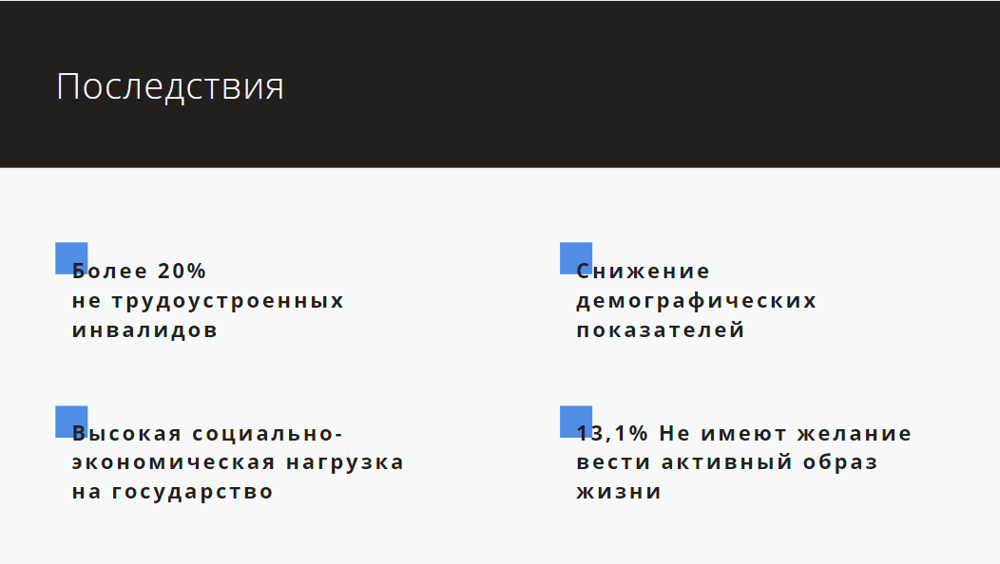 Последствия
Более 20%
не трудоустроенных
инвалидов
Снижение
демографических
показателей
Высокая социально-
экономическая нагрузка
на государство
13,1% Не имеют желание
вести активный образ
жизни